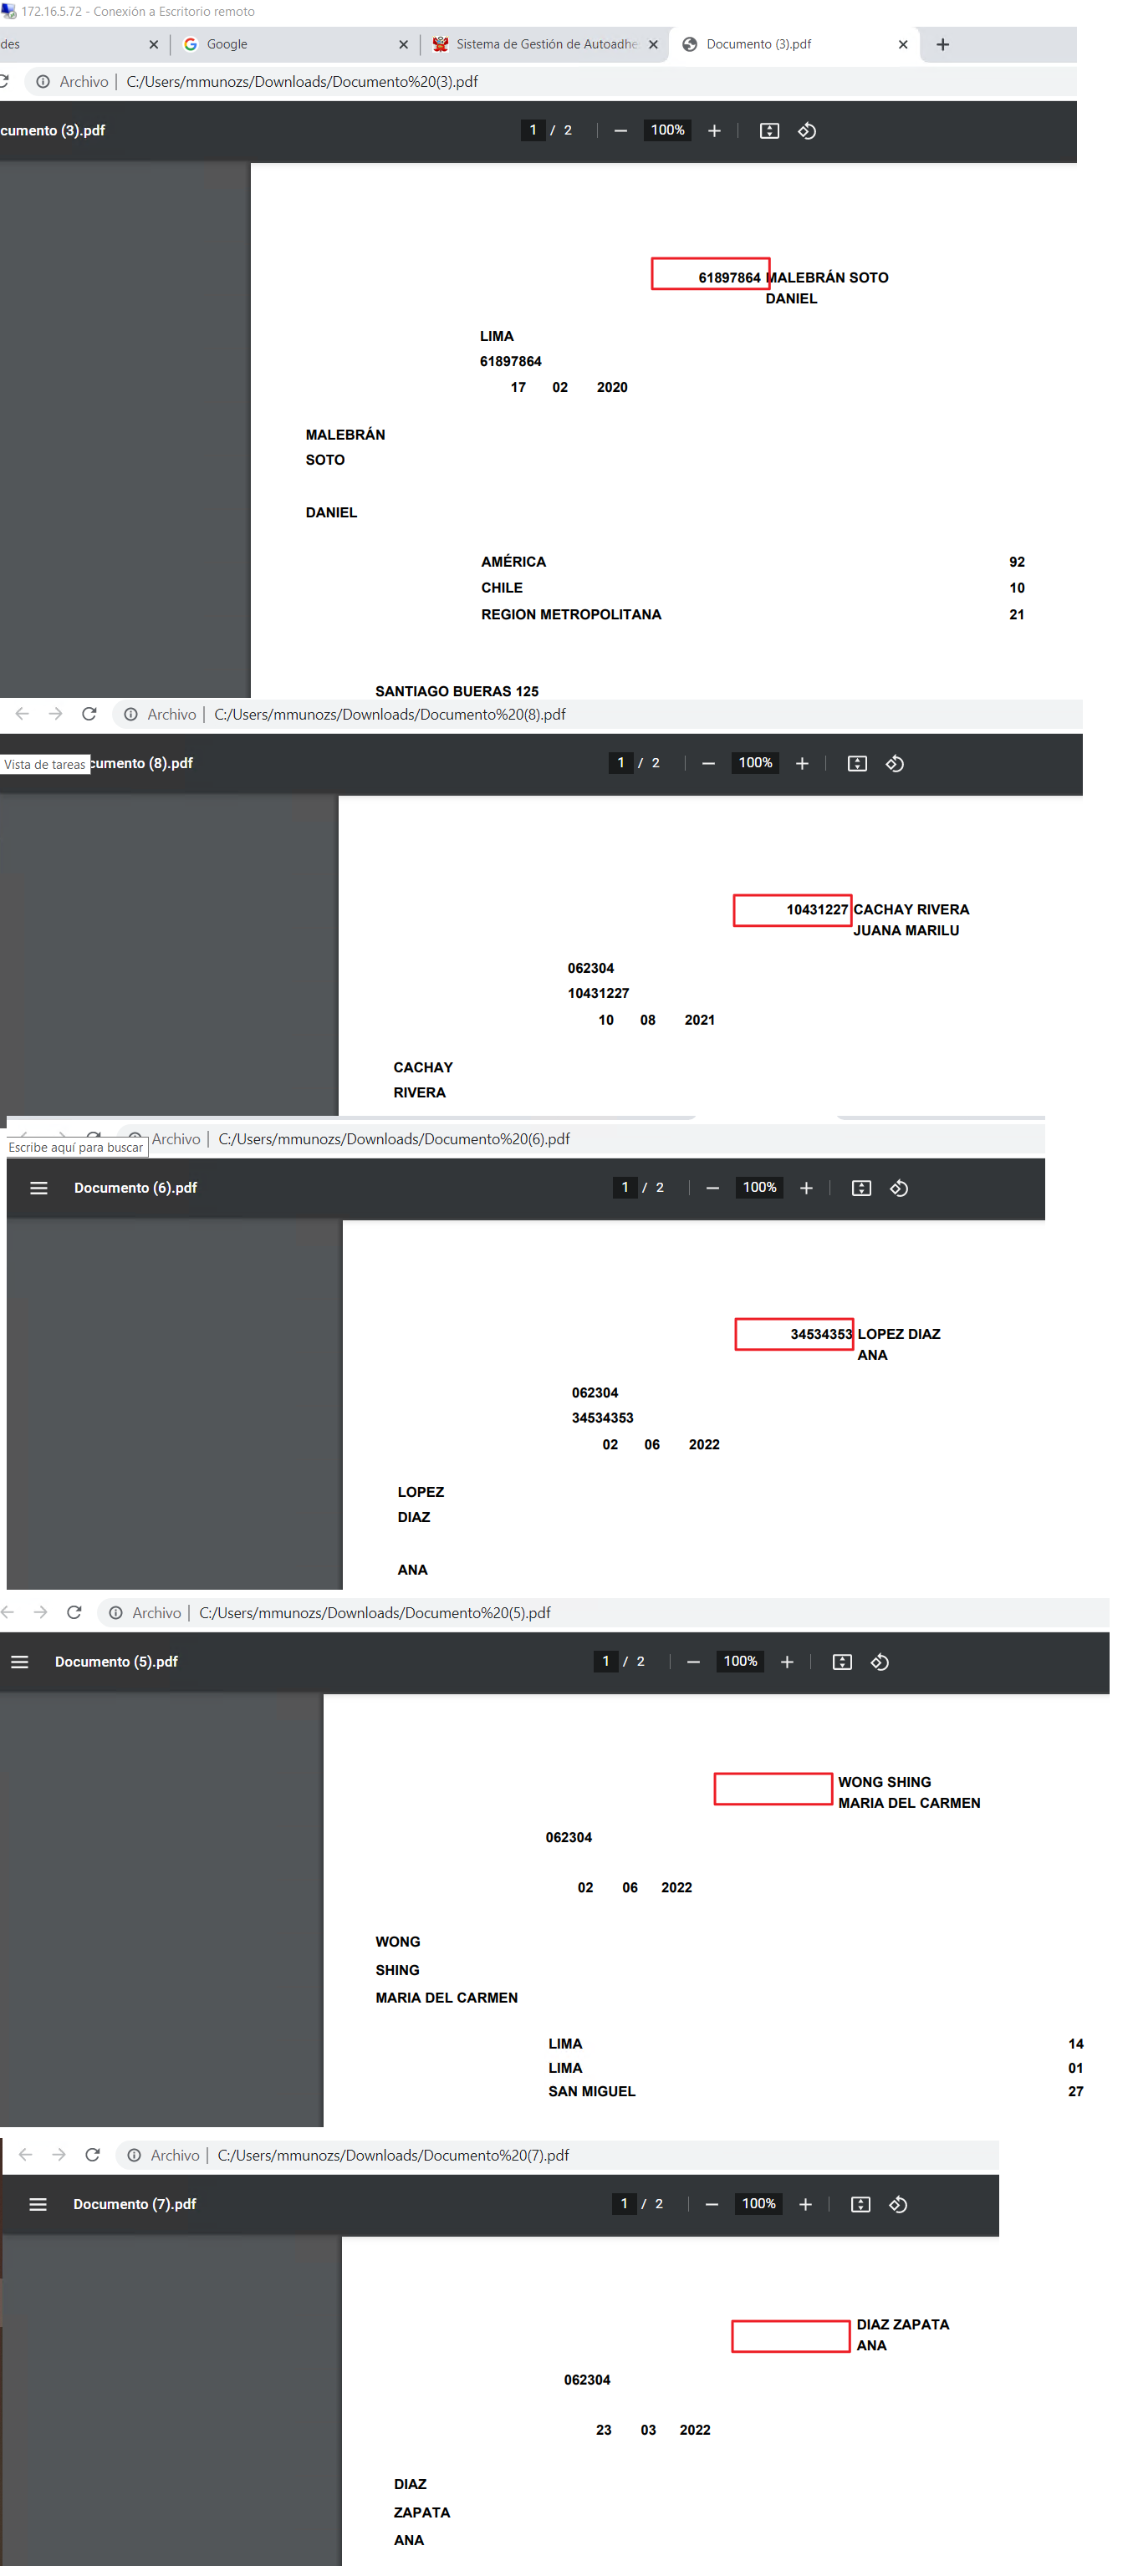 172.16.5.72 - Conexión a Escritorio remoto
des
Google
Sistema de Gestión de Autoadhe
Documento (3).pdf
Archivo | C:/Users/mmunozs/Downloads/Documento%20(3).pdf
cumento (3).pdf 1 / 2 100%
61897864 MALEBRÁN SOTO
DANIEL
LIMA
61897864
17 02 2020
MALEBRÁN
SOTO
DANIEL
AMÉRICA 92
CHILE 10
REGION METROPOLITANA 21
SANTIAGO BUERAS 125
Archivo | C:/Users/mmunozs/Downloads/Documento%20(8).pdf
Vista de tareas
cumento (8).pdf 1 / 2 100%
10431227 CACHAY RIVERA
JUANA MARILU
062304
10431227
10 08 2021
CACHAY
RIVERA
Archivo | C:/Users/mmunozs/Downloads/Documento%20(6).pdf
Escribe aquí para buscar
Documento (6).pdf 1 / 2 100%
34534353 LOPEZ DIAZ
ANA
062304
34534353
02 06 2022
LOPEZ
DIAZ
ANA
Archivo | C:/Users/mmunozs/Downloads/Documento%20(5).pdf
Documento (5).pdf 1 / 2 100%
WONG SHING
MARIA DEL CARMEN
062304
02 06 2022
WONG
SHING
MARIA DEL CARMEN
LIMA 14
LIMA 01
SAN MIGUEL 27
Archivo | C:/Users/mmunozs/Downloads/Documento%20(7).pdf
Documento (7).pdf 1 / 2 100%
DIAZ ZAPATA
ANA
062304
23 03 2022
DIAZ
ZAPATA
ANA